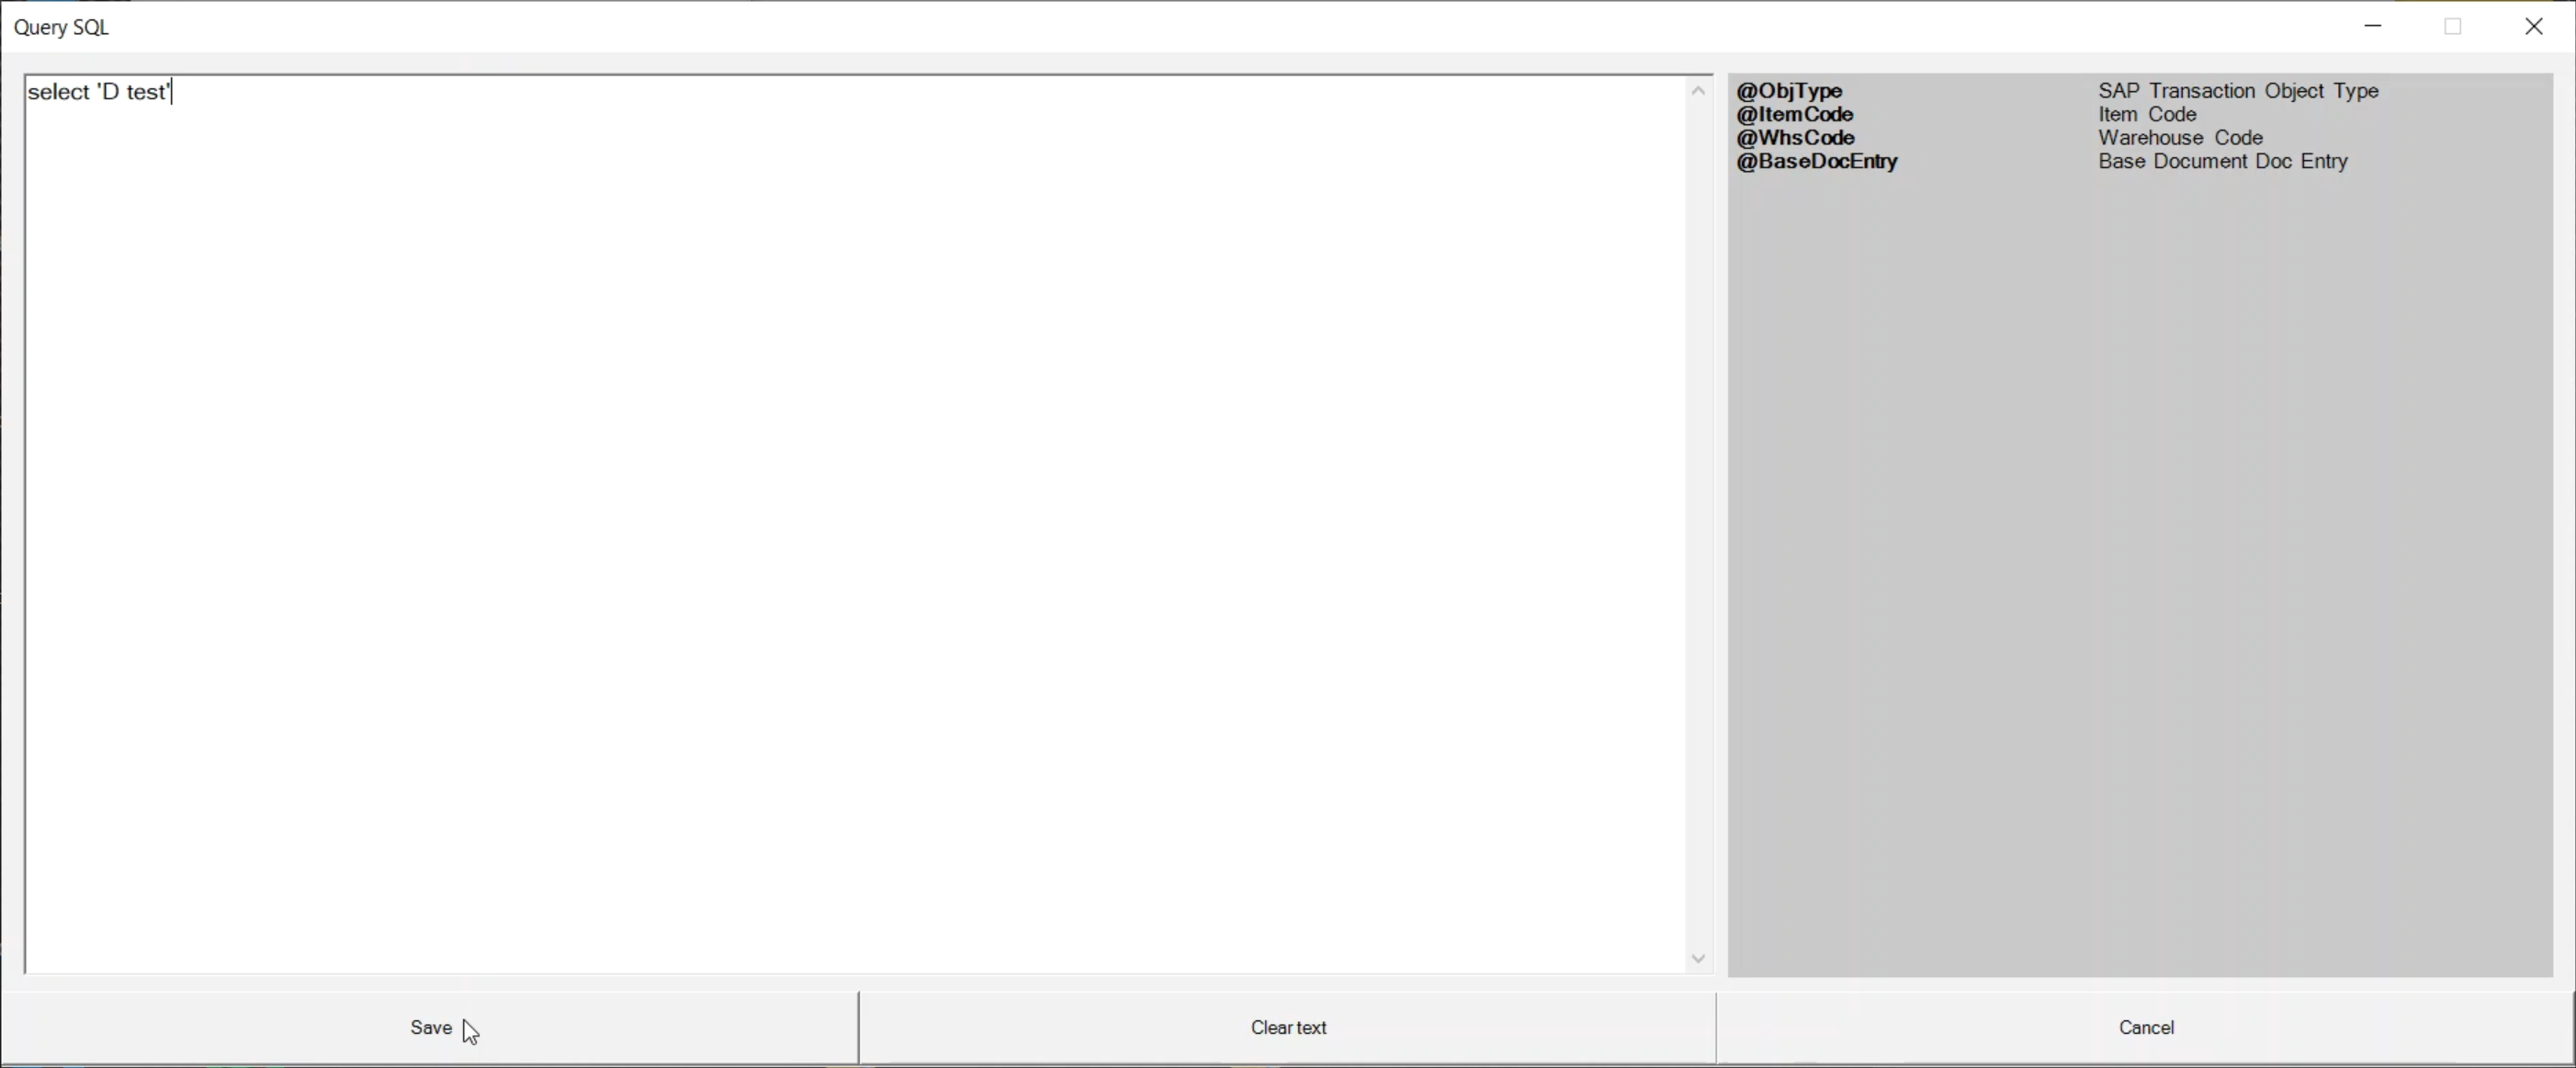 Query SQL
select 'D test'
@ObjType SAP Transaction Object Type
@ItemCode Item Code
@WhsCode Warehouse Code
@BaseDocEntry Base Document Doc Entry
Save Clear text Cancel